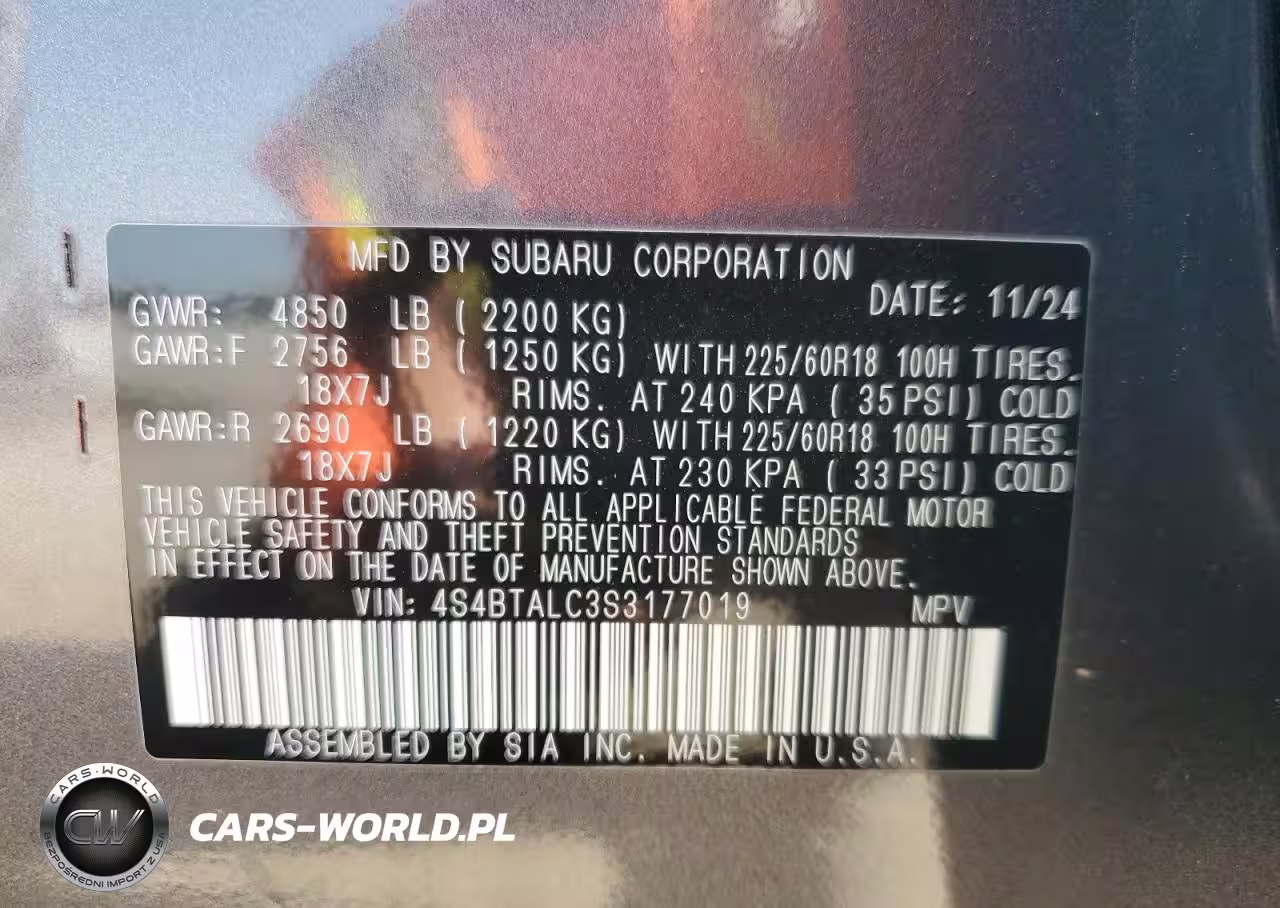 MFD BY SUBARU CORPORATION
DATE: 11/24
GVWR: 4850 LB ( 2200 KG)
GAWR:F 2756 LB ( 1250 KG) WITH 225/60R18 100H TIRES.
18X7J RIMS. AT 240 KPA ( 35 PSI) COLD
GAWR:R 2690 LB ( 1220 KG) WITH 225/60R18 100H TIRES.
18X7J RIMS. AT 230 KPA ( 33 PSI) COLD
THIS VEHICLE CONFORMS TO ALL APPLICABLE FEDERAL MOTOR
VEHICLE SAFETY AND THEFT PREVENTION STANDARDS
IN EFFECT ON THE DATE OF MANUFACTURE SHOWN ABOVE.
VIN: 4S4BTALC3S3177019 MPV
ASSEMBLED BY SIA INC. MADE IN U.S.A.
CARS-WORLD
CW
BEZPOŚREDNI IMPORT Z USA
CARS-WORLD.PL